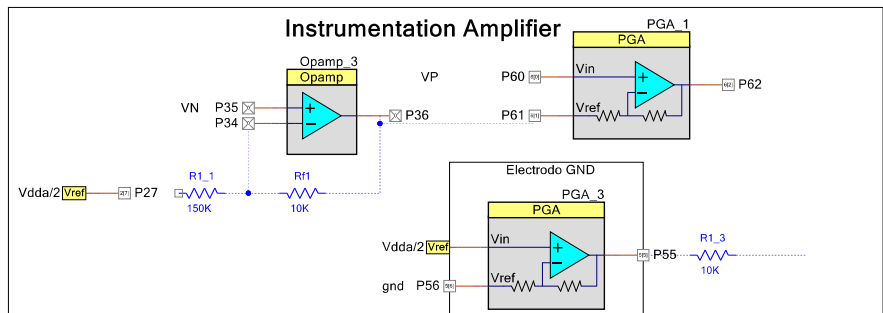 Instrumentation Amplifier
PGA_1
PGA
Opamp_3
Opamp
VP
P60
Vin
P62
VN
P35
P34
P36
P61
Vref
Electrodo GND
R1_1
Rf1
Vdda/2 Vref
P27
150K
10K
PGA_3
PGA
Vdda/2 Vref
Vin
P55
R1_3
10K
gnd
P56
Vref